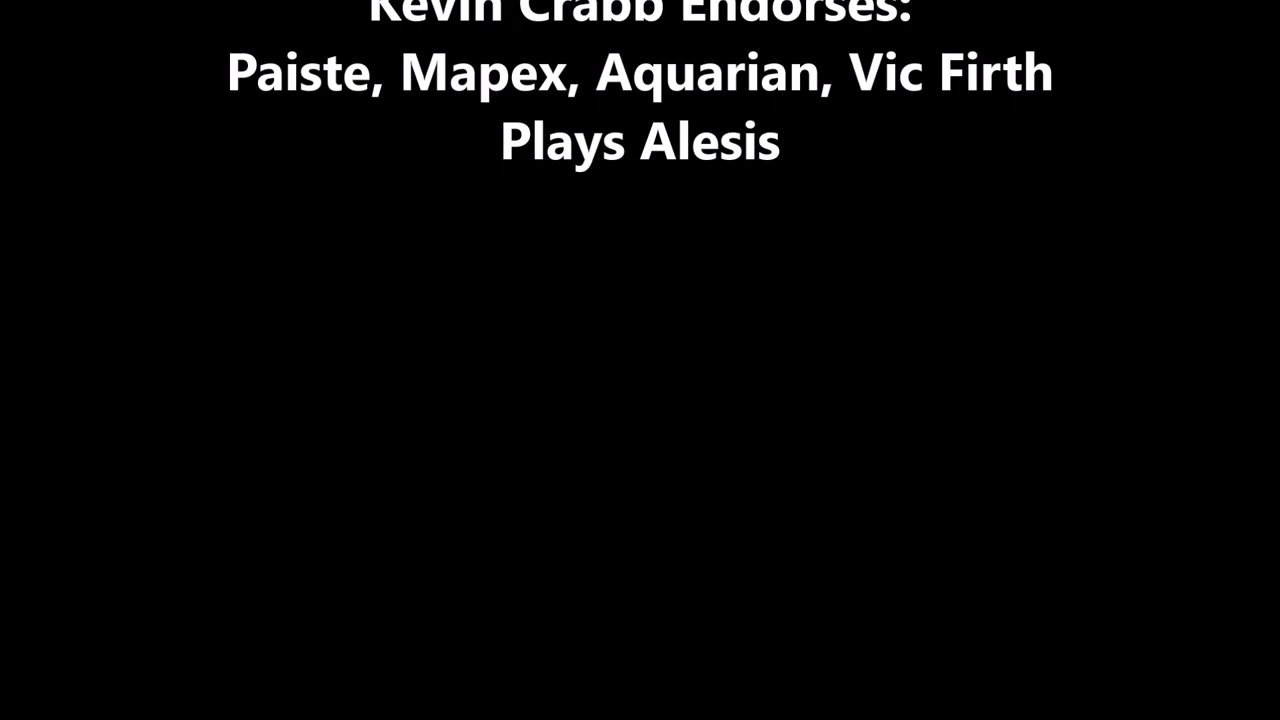 Kevin Crabb Endorses:
Paiste, Mapex, Aquarian, Vic Firth
Plays Alesis